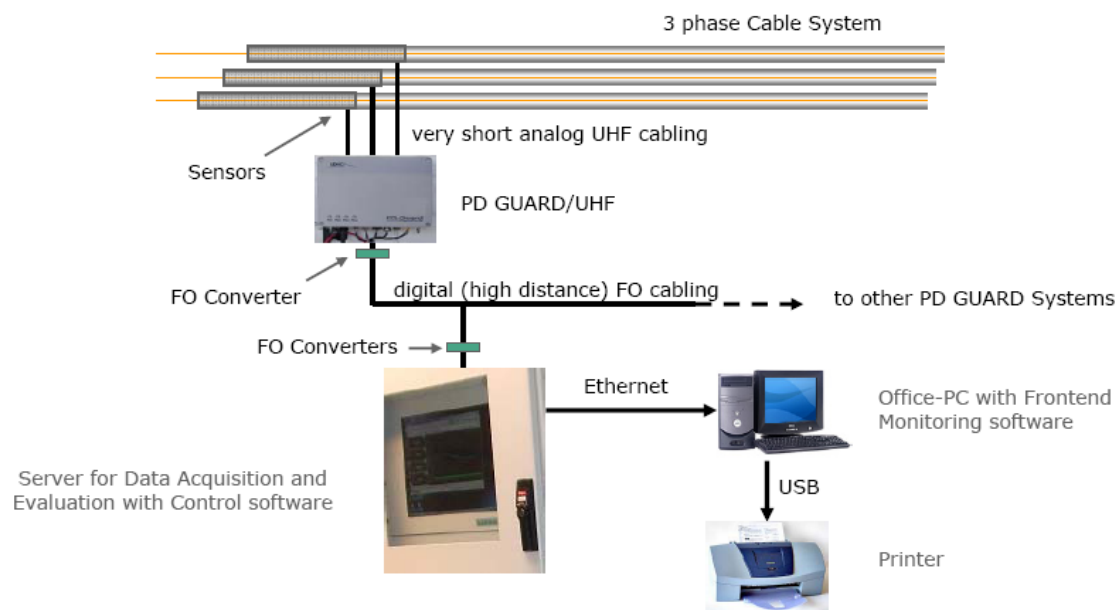 3 phase Cable System
very short analog UHF cabling
Sensors
PD GUARD/UHF
FO Converter
digital (high distance) FO cabling
to other PD GUARD Systems
FO Converters
Ethernet
Office-PC with Frontend
Monitoring software
Server for Data Acquisition and
Evaluation with Control software
USB
Printer